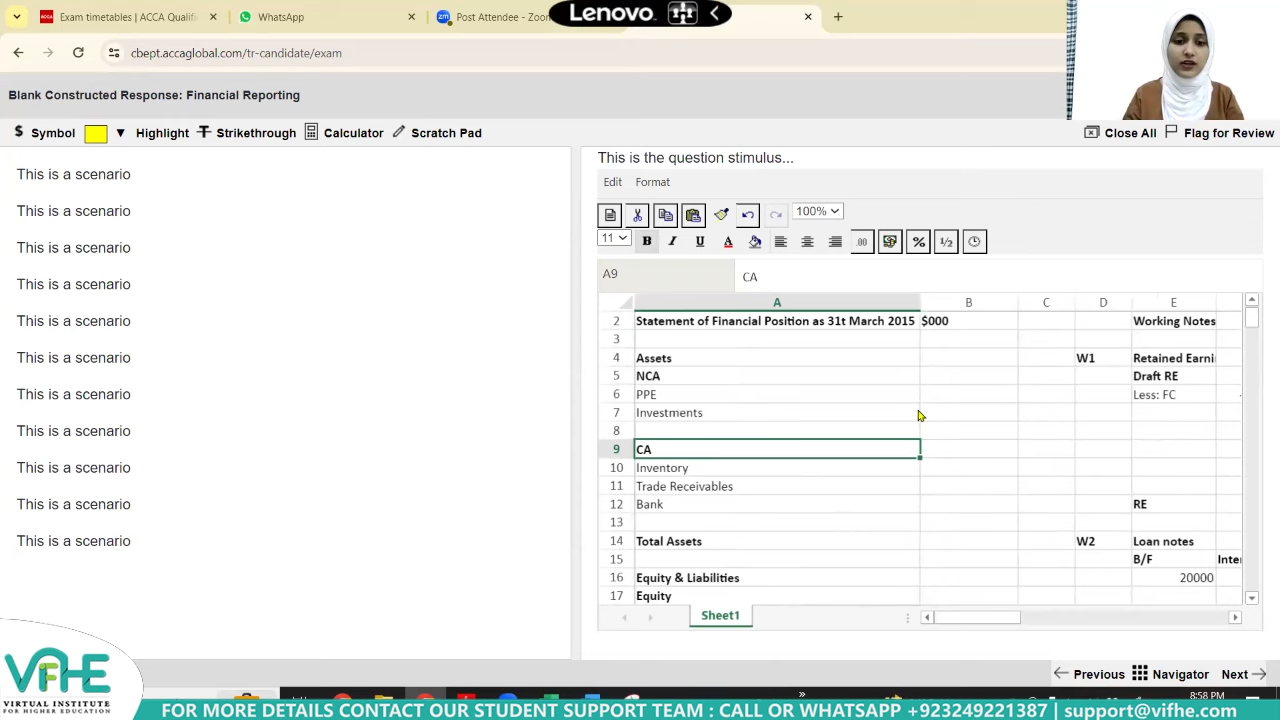 Exam timetables | ACCA Qualifi
WhatsApp
Post Attendee - Zoom
Lenovo
cbept.accaglobal.com/tr-candidate/exam
Blank Constructed Response: Financial Reporting
$ Symbol Highlight Strikethrough Calculator Scratch Pad
Close All Flag for Review
This is a scenario
This is a scenario
This is a scenario
This is a scenario
This is a scenario
This is a scenario
This is a scenario
This is a scenario
This is a scenario
This is a scenario
This is a scenario
This is the question stimulus...
Edit Format
100%
11 B I U A .00 % 1/2
A9 CA
A B C D E
2 Statement of Financial Position as 31t March 2015 $000 Working Notes
3
4 Assets W1 Retained Earni
5 NCA Draft RE
6 PPE Less: FC
7 Investments
8
9 CA
10 Inventory
11 Trade Receivables
12 Bank RE
13
14 Total Assets W2 Loan notes
15 B/F Inter
16 Equity & Liabilities 20000
17 Equity
Sheet1
Previous Navigator Next
8:58 PM
VFHE
VIRTUAL INSTITUTE
FOR HIGHER EDUCATION
FOR MORE DETAILS CONTACT OUR STUDENT SUPPORT TEAM : CALL OR WHATSAPP +923249221387 | support@vifhe.com